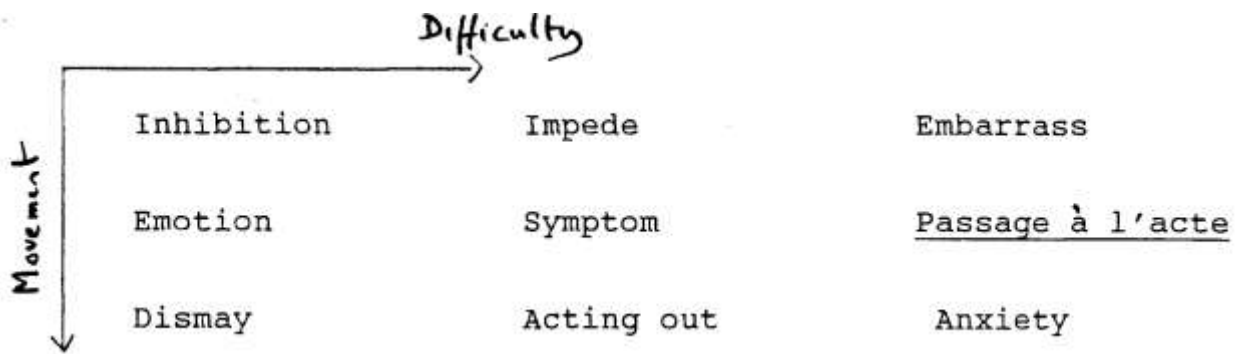 Difficulty
Movement
Inhibition Impede Embarrass
Emotion Symptom Passage à l'acte
Dismay Acting out Anxiety